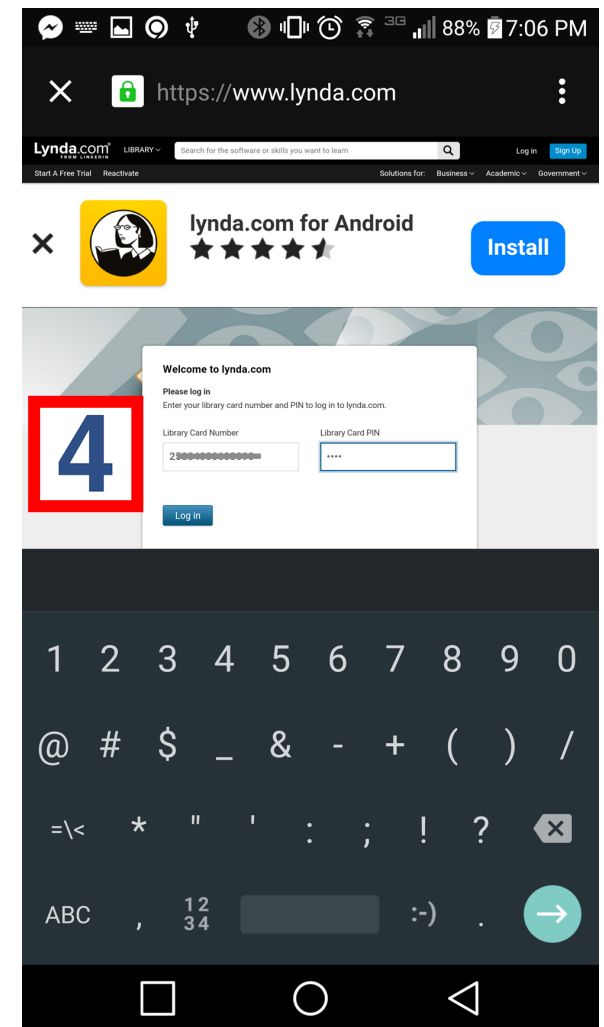 3G 88% 7:06 PM
https://www.lynda.com
Lynda.com® LIBRARY Search for the software or skills you want to learn Log in Sign Up
FROM LINKEDIN
Start A Free Trial Reactivate Solutions for: Business Academic Government
lynda.com for Android
Install
Welcome to lynda.com
Please log in
Enter your library card number and PIN to log in to lynda.com.
Library Card Number Library Card PIN
2
••••
4
Log in
1 2 3 4 5 6 7 8 9 0
@ # $ _ & - + ( ) /
=\< * " ' : ; ! ?
ABC , 12 :-) .
34